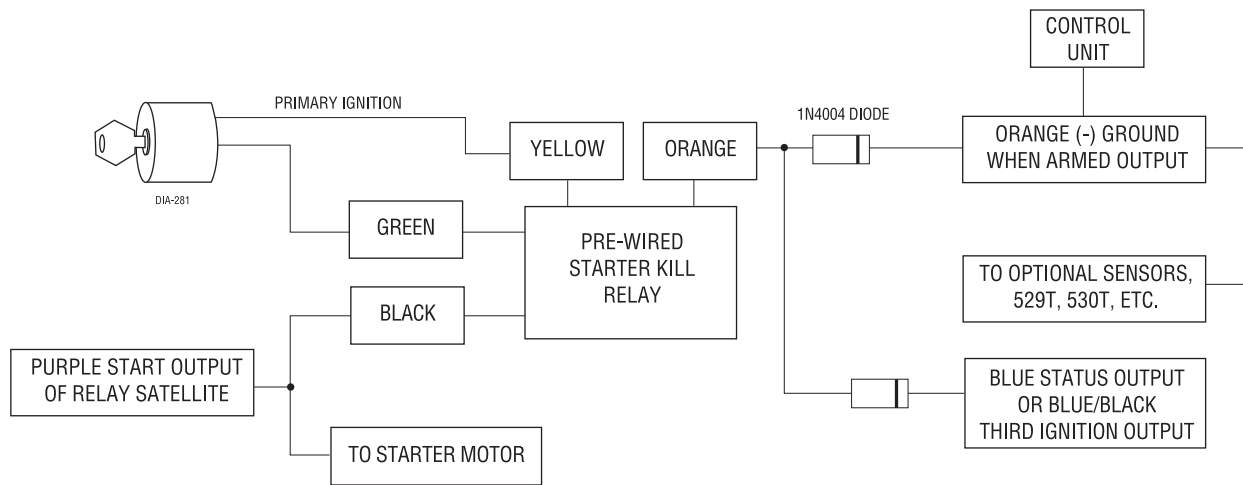 CONTROL
UNIT
PRIMARY IGNITION
1N4004 DIODE
YELLOW
ORANGE
ORANGE (-) GROUND
WHEN ARMED OUTPUT
DIA-281
GREEN
PRE-WIRED
STARTER KILL
RELAY
TO OPTIONAL SENSORS,
529T, 530T, ETC.
BLACK
PURPLE START OUTPUT
OF RELAY SATELLITE
BLUE STATUS OUTPUT
OR BLUE/BLACK
THIRD IGNITION OUTPUT
TO STARTER MOTOR